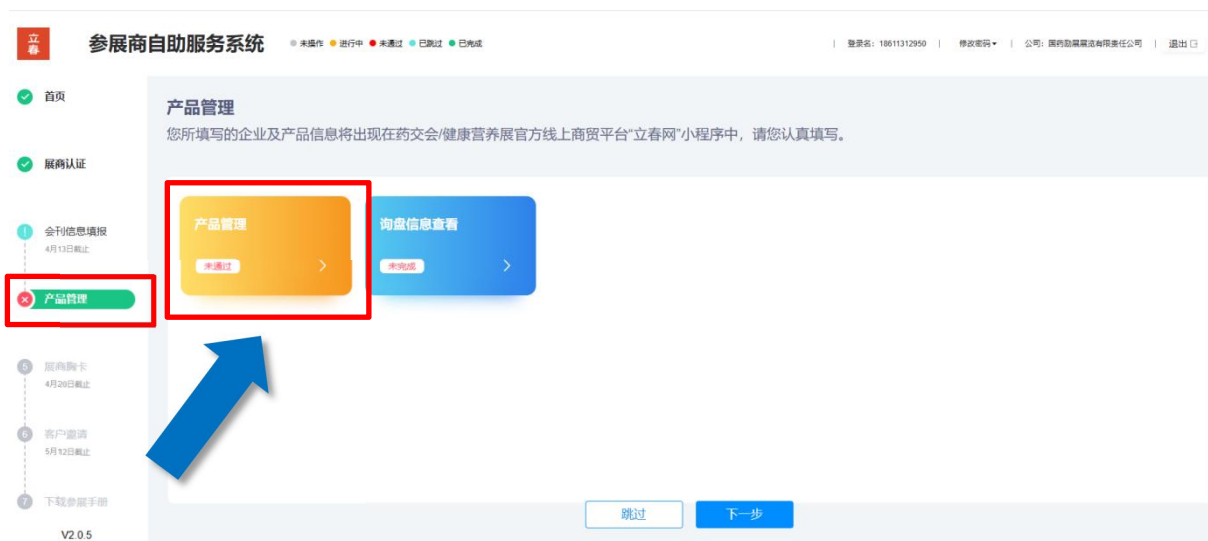 立春
参展商自助服务系统
未操作 进行中 未通过 已跳过 已完成
| 登录名：18611312950 | 修改密码 | 公司：国药励展展览有限责任公司 | 退出
首页
展商认证
! 会刊信息填报
4月13日截止
产品管理
5 展商胸卡
4月20日截止
6 客户邀请
5月12日截止
7 下载参展手册
V2.0.5
产品管理
您所填写的企业及产品信息将出现在药交会/健康营养展官方线上商贸平台“立春网”小程序中，请您认真填写。
产品管理
未通过
询盘信息查看
未完成
跳过
下一步